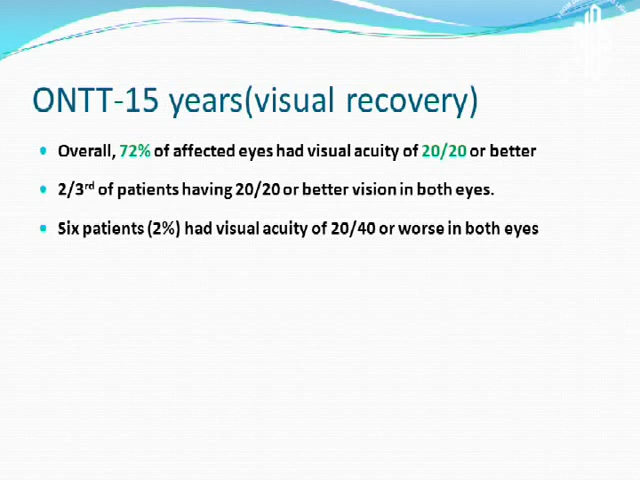 ONTT-15 years(visual recovery)
Overall, 72% of affected eyes had visual acuity of 20/20 or better
2/3rd of patients having 20/20 or better vision in both eyes.
Six patients (2%) had visual acuity of 20/40 or worse in both eyes